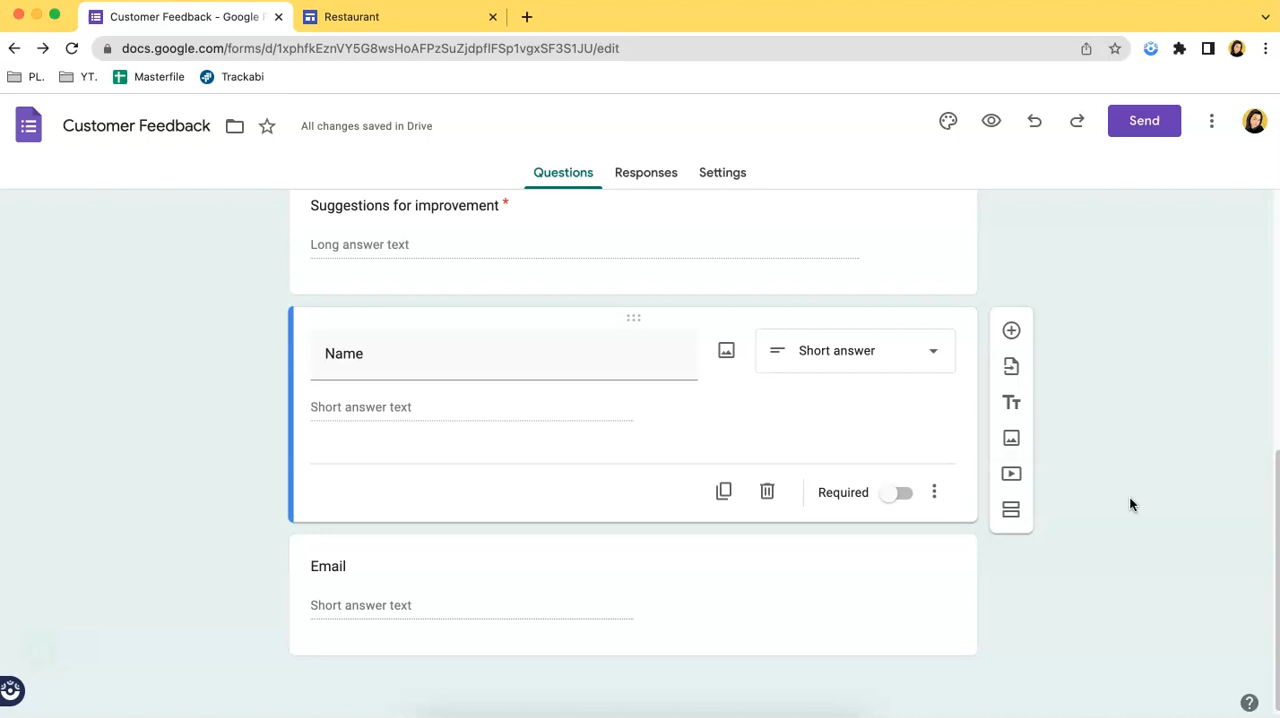 Customer Feedback - Google F
Restaurant
docs.google.com/forms/d/1xphfkEznVY5G8wsHoAFPzSuZjdpflFSp1vgxSF3S1JU/edit
PL. YT. Masterfile Trackabi
Customer Feedback All changes saved in Drive Send
Questions Responses Settings
Suggestions for improvement *
Long answer text
Name Short answer
Short answer text
Required
Email
Short answer text